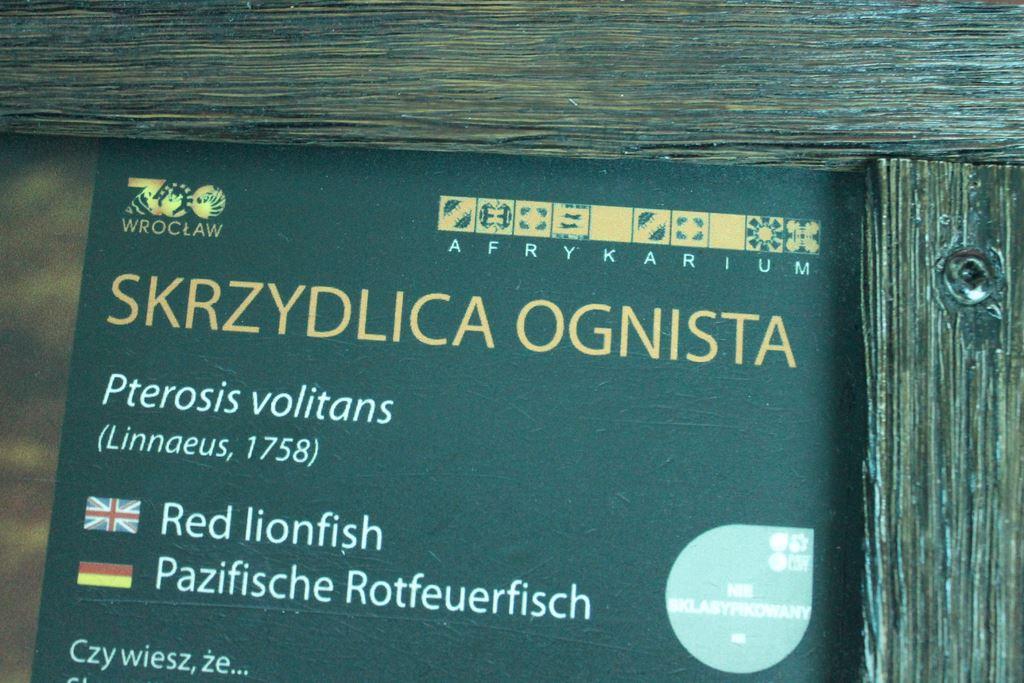 ZOO
WROCŁAW
AFRYKARIUM
SKRZYDLICA OGNISTA
Pterosis volitans
(Linnaeus, 1758)
Red lionfish
Pazifische Rotfeuerfisch
NIE
SKLASYFIKOWANY
Czy wiesz, że...